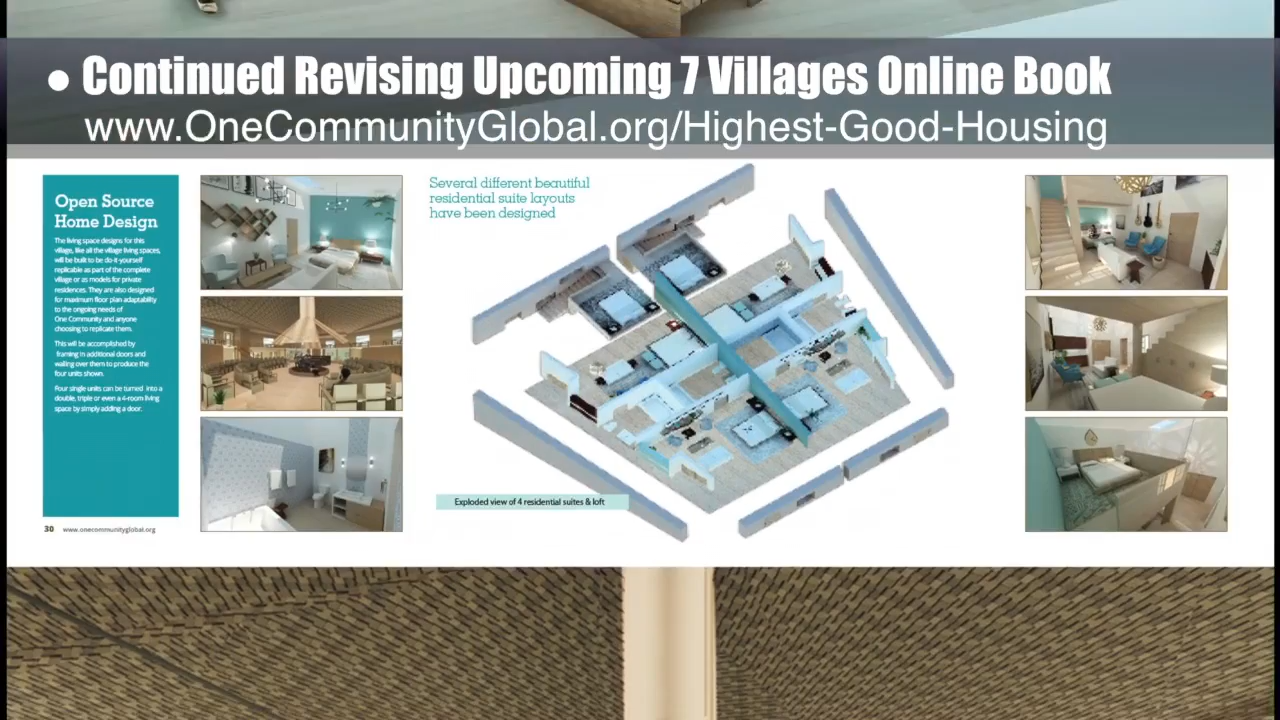 • Continued Revising Upcoming 7 Villages Online Book
www.OneCommunityGlobal.org/Highest-Good-Housing
Open Source
Home Design
The living space designs for this
village, like all the village living spaces,
will be built to be do-it-yourself
replicable as part of the complete
village or as models for private
residences. They are also designed
for maximum floor plan adaptability
to the ongoing needs of
One Community and anyone
choosing to replicate them.
This will be accomplished by
framing in additional doors and
walling over them to produce the
four units shown.
Four single units can be turned into a
double, triple or even a 4-room living
space by simply adding a door.
30 www.onecommunityglobal.org
Several different beautiful
residential suite layouts
have been designed
Exploded view of 4 residential suites & loft